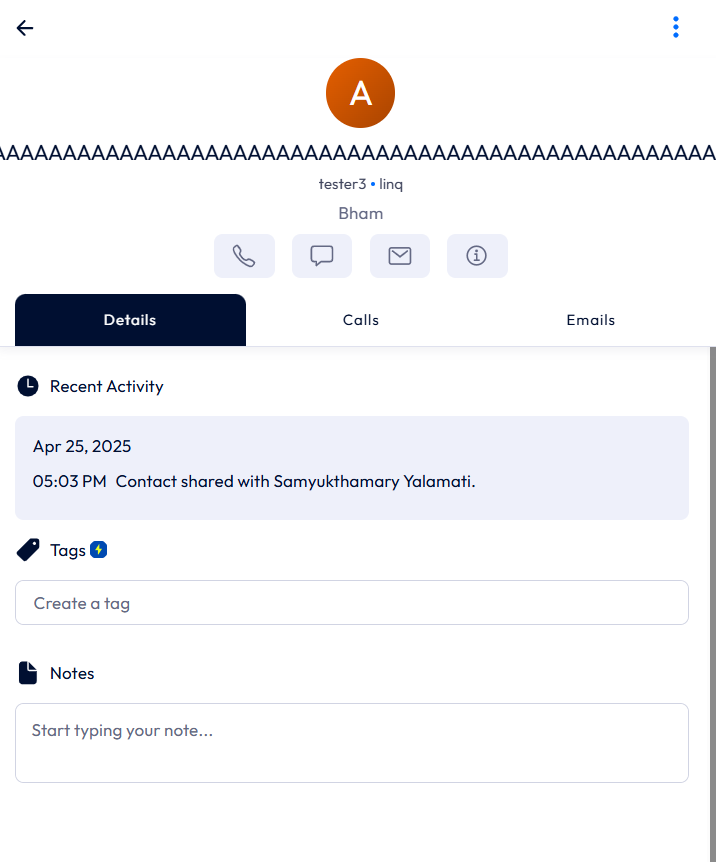 A
AAAAAAAAAAAAAAAAAAAAAAAAAAAAAAAAAAAAAAAAAAAAAAAAAAA
tester3 • linq
Bham
Details
Calls
Emails
Recent Activity
Apr 25, 2025
05:03 PM Contact shared with Samyukthamary Yalamati.
Tags
Create a tag
Notes
Start typing your note...